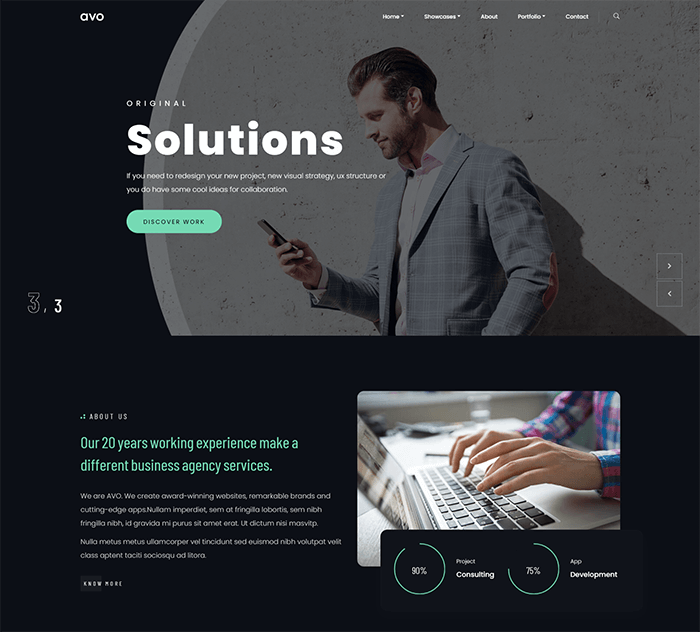 avo
Home
Showcases
About
Portfolio
Contact
ORIGINAL
Solutions
If you need to redesign your new project, new visual strategy, ux structure or
you do have some cool ideas for collaboration.
DISCOVER WORK
3, 3
ABOUT US
Our 20 years working experience make a
different business agency services.
We are AVO. We create award-winning websites, remarkable brands and
cutting-edge apps.Nullam imperdiet, sem at fringilla lobortis, sem nibh
fringilla nibh, id gravida mi purus sit amet erat. Ut dictum nisi masvitp.
Nulla metus metus ullamcorper vel tincidunt sed euismod nibh volutpat velit
class aptent taciti sociosqu ad litora.
KNOW MORE
90%
Project
Consulting
75%
App
Development